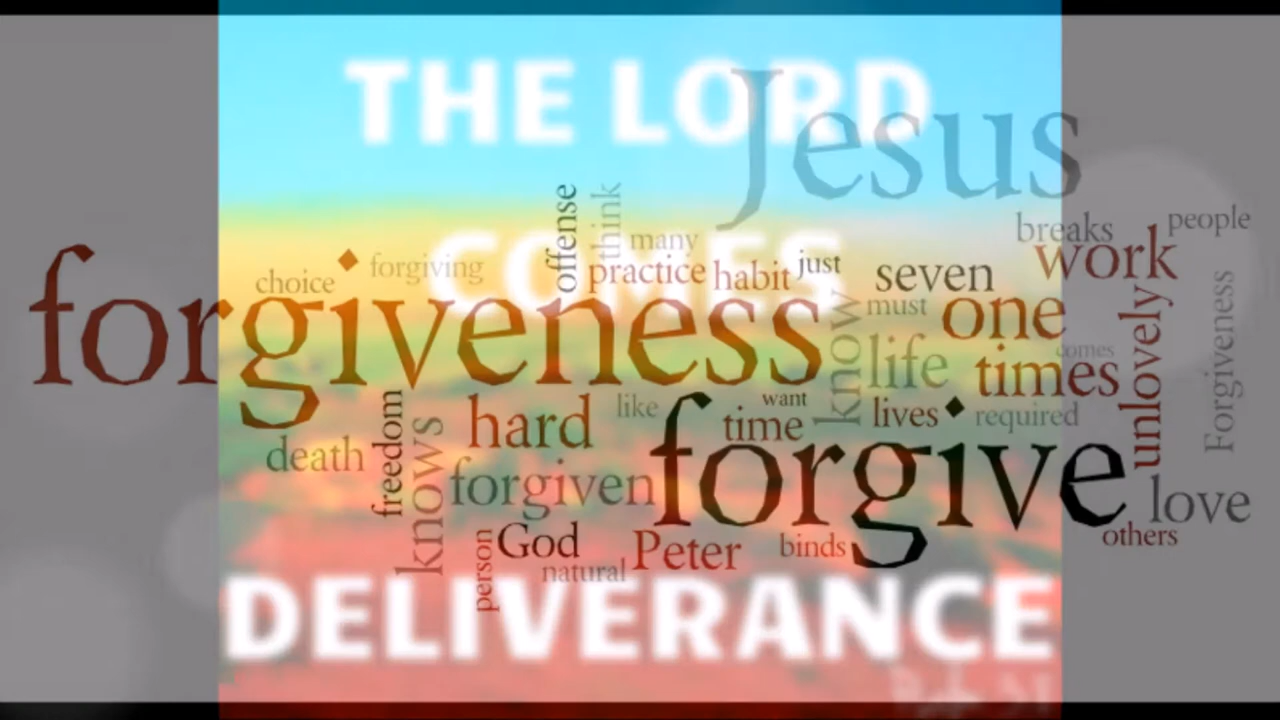 THE LORD
Jesus
COMES
DELIVERANCE
offense
think
many
breaks
people
choice
forgiving
practice
habit
just
seven
work
forgiveness
know
must
one
life
comes
times
unlovely
Forgiveness
freedom
knows
hard
like
want
time
lives
required
death
forgiven
forgive
love
others
person
God
natural
Peter
binds